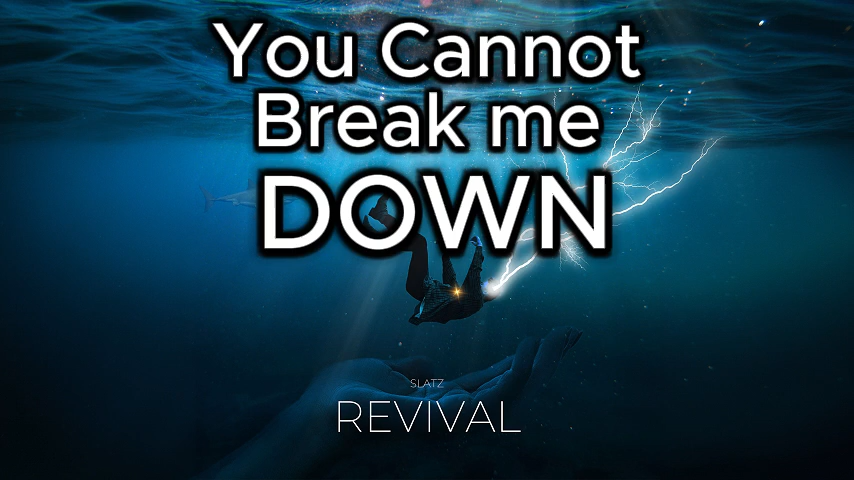 You Cannot
Break me
DOWN
SLATZ
REVIVAL